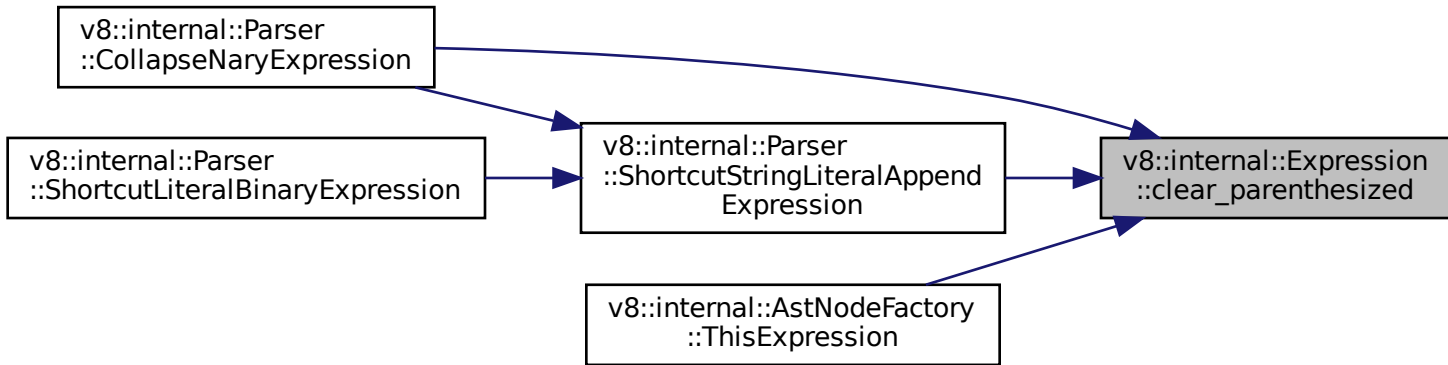 v8::internal::Parser
::CollapseNaryExpression
v8::internal::Parser
::ShortcutLiteralBinaryExpression
v8::internal::Parser
::ShortcutStringLiteralAppend
Expression
v8::internal::Expression
::clear_parenthesized
v8::internal::AstNodeFactory
::ThisExpression